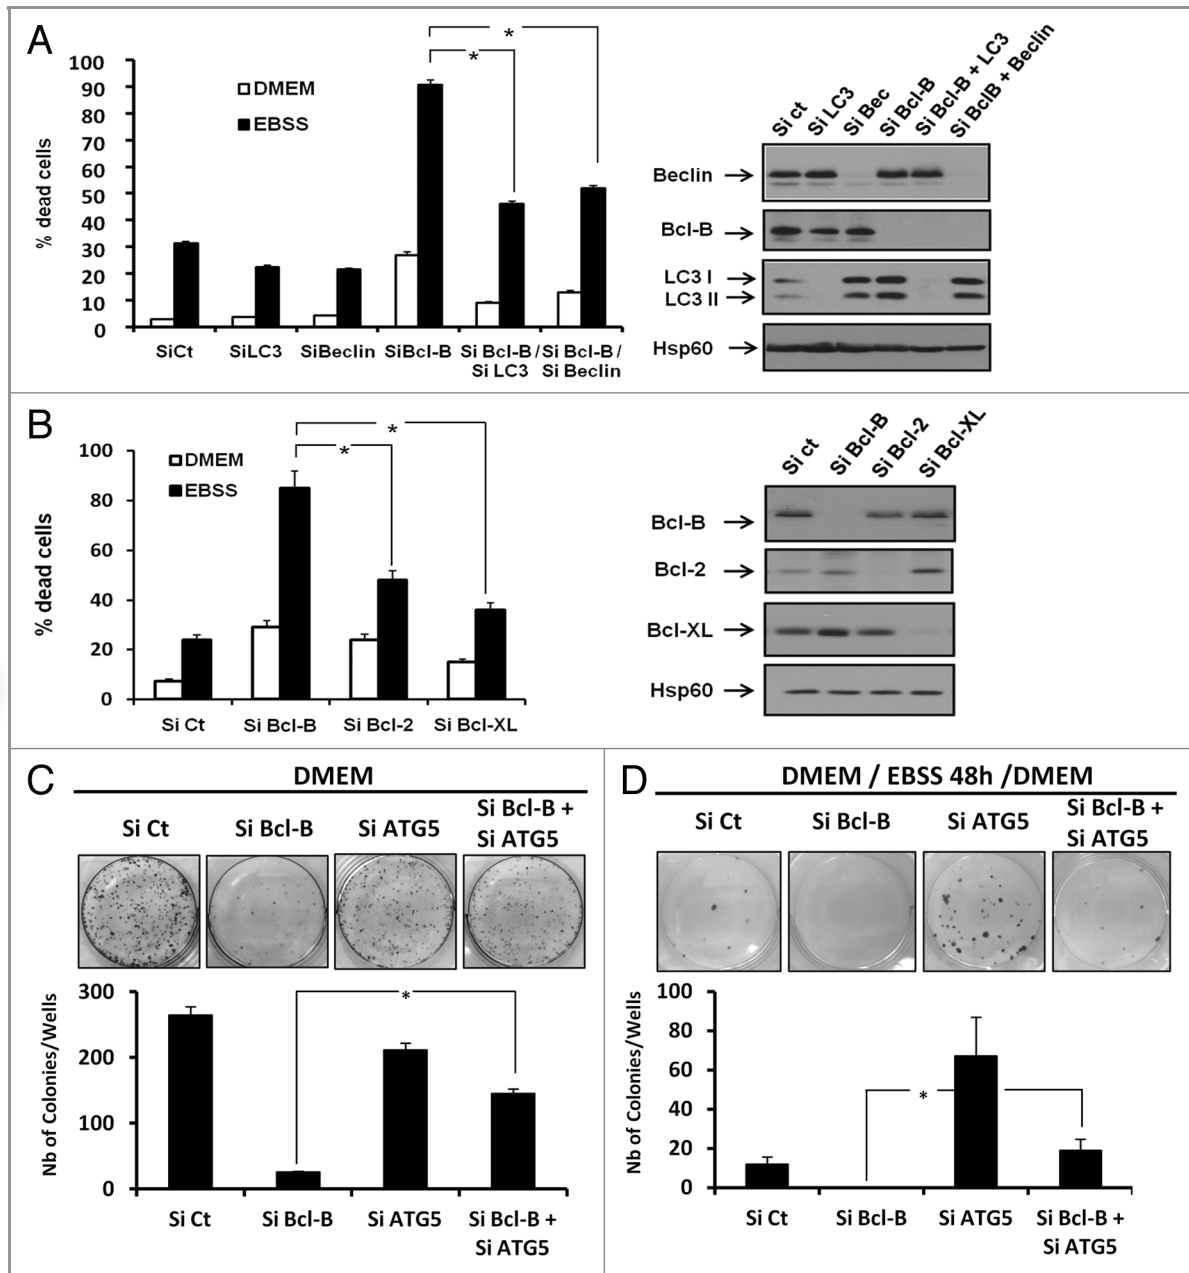 A
100
90
80
70
60
50
40
30
20
10
0
% dead cells
DMEM
EBSS
*
*
SiCt
SiLC3
SiBeclin
SiBcl-B
Si Bcl-B /
Si LC3
Si Bcl-B /
Si Beclin
Si ct
Si LC3
Si Bec
Si Bcl-B
Si Bcl-B + LC3
Si BclB + Beclin
Beclin
Bcl-B
LC3 I
LC3 II
Hsp60
B
100
80
60
40
20
0
% dead cells
DMEM
EBSS
*
*
Si Ct
Si Bcl-B
Si Bcl-2
Si Bcl-XL
Si ct
Si Bcl-B
Si Bcl-2
Si Bcl-XL
Bcl-B
Bcl-2
Bcl-XL
Hsp60
C
DMEM
Si Ct
Si Bcl-B
Si ATG5
Si Bcl-B +
Si ATG5
300
200
100
0
Nb of Colonies/Wells
*
Si Ct
Si Bcl-B
Si ATG5
Si Bcl-B +
Si ATG5
D
DMEM / EBSS 48h /DMEM
Si Ct
Si Bcl-B
Si ATG5
Si Bcl-B +
Si ATG5
100
80
60
40
20
0
Nb of Colonies/Wells
*
Si Ct
Si Bcl-B
Si ATG5
Si Bcl-B +
Si ATG5